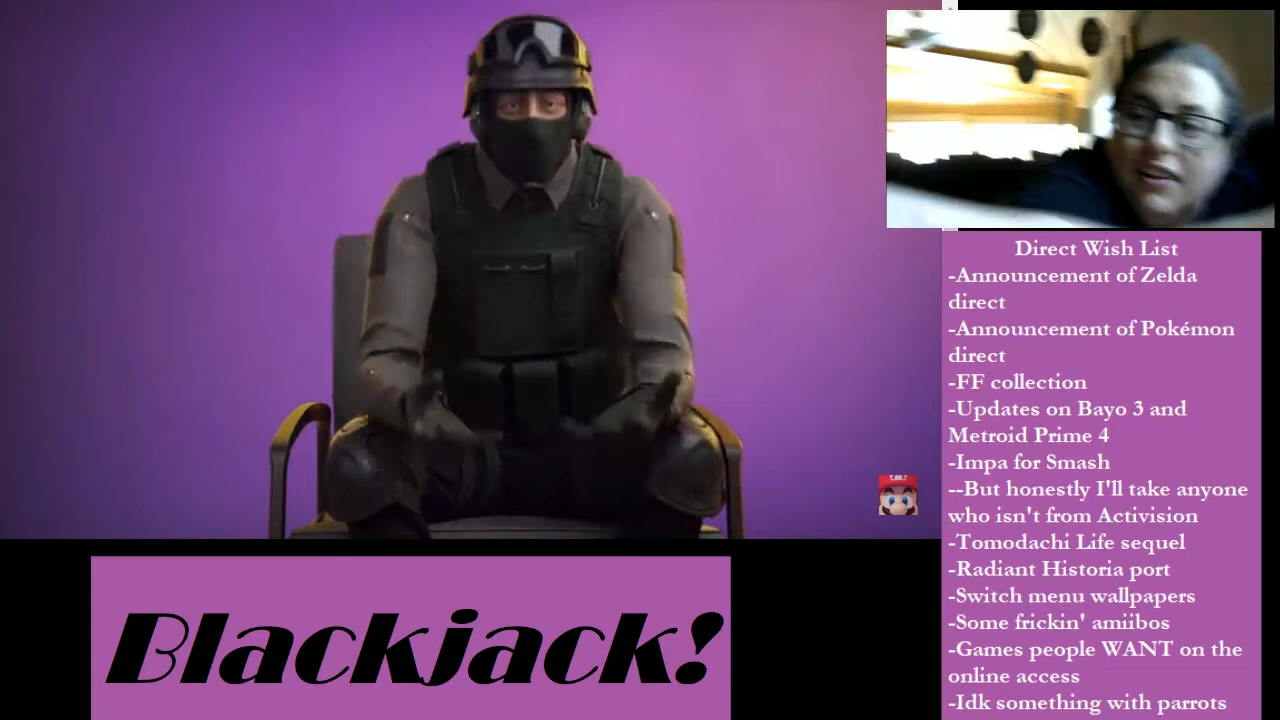 Direct Wish List
-Announcement of Zelda
direct
-Announcement of Pokémon
direct
-FF collection
-Updates on Bayo 3 and
Metroid Prime 4
-Impa for Smash
--But honestly I'll take anyone
who isn't from Activision
-Tomodachi Life sequel
-Radiant Historia port
-Switch menu wallpapers
-Some frickin' amiibos
-Games people WANT on the
online access
-Idk something with parrots
Blackjack!